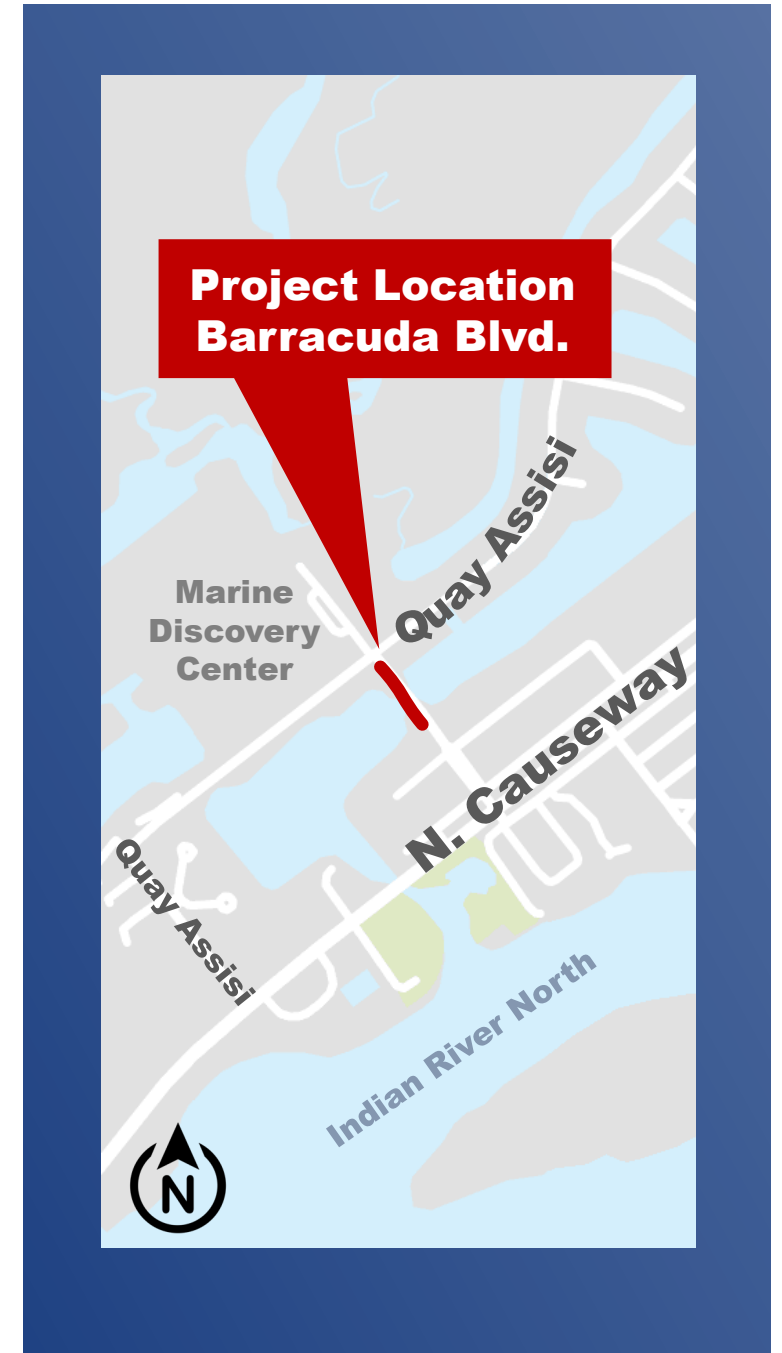 Project Location
Barracuda Blvd.
Quay Assisi
Marine
Discovery
Center
N. Causeway
Quay Assisi
Indian River North
N